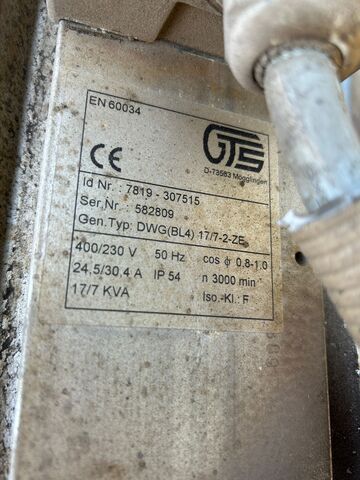 EN 60034
GTS
D-73563 Mögglingen
Id Nr. : 7819 - 307515
Ser.Nr : 582809
Gen.Typ: DWG(BL4) 17/7-2-ZE
400/230 V 50 Hz cos φ 0.8-1.0
24,5/30,4 A IP 54 n 3000 min
17/7 KVA Iso.-Kl.: F